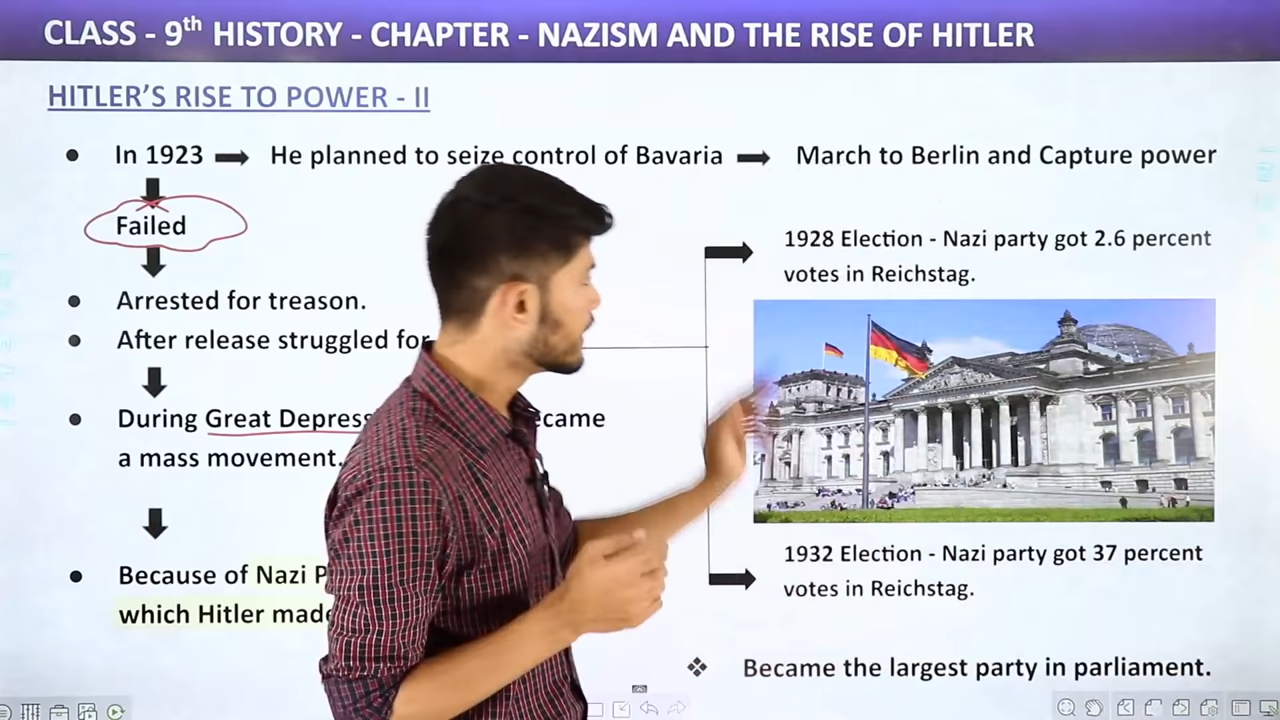 CLASS - 9th HISTORY - CHAPTER - NAZISM AND THE RISE OF HITLER
HITLER'S RISE TO POWER - II
In 1923 He planned to seize control of Bavaria March to Berlin and Capture power
Failed
Arrested for treason.
After release struggled for
During Great
a mass movement.
Because of Nazi
which Hitler made
1928 Election - Nazi party got 2.6 percent
votes in Reichstag.
1932 Election - Nazi party got 37 percent
votes in Reichstag.
Became the largest party in parliament.